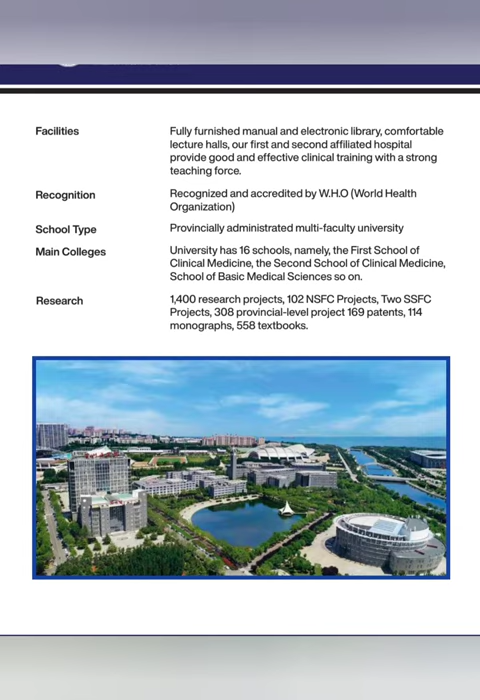 Facilities
Fully furnished manual and electronic library, comfortable
lecture halls, our first and second affiliated hospital
provide good and effective clinical training with a strong
teaching force.
Recognition
Recognized and accredited by W.H.O (World Health
Organization)
School Type
Provincially administrated multi-faculty university
Main Colleges
University has 16 schools, namely, the First School of
Clinical Medicine, the Second School of Clinical Medicine,
School of Basic Medical Sciences so on.
Research
1,400 research projects, 102 NSFC Projects, Two SSFC
Projects, 308 provincial-level project 169 patents, 114
monographs, 558 textbooks.